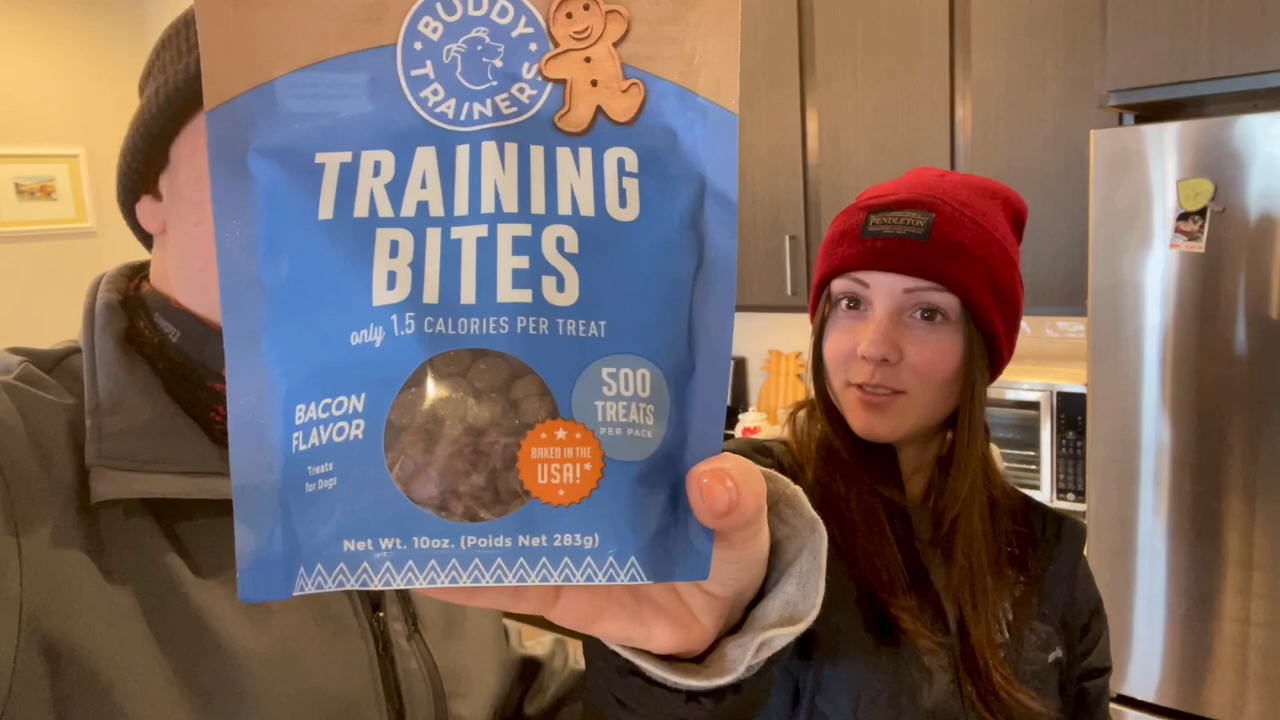 BUDDY
TRAINERS
TRAINING
BITES
only 1.5 CALORIES PER TREAT
500
TREATS
PER PACK
BACON
FLAVOR
BAKED IN THE
USA!*
Treats
for Dogs
Net Wt. 10oz. (Poids Net 283g)
PENDLETON